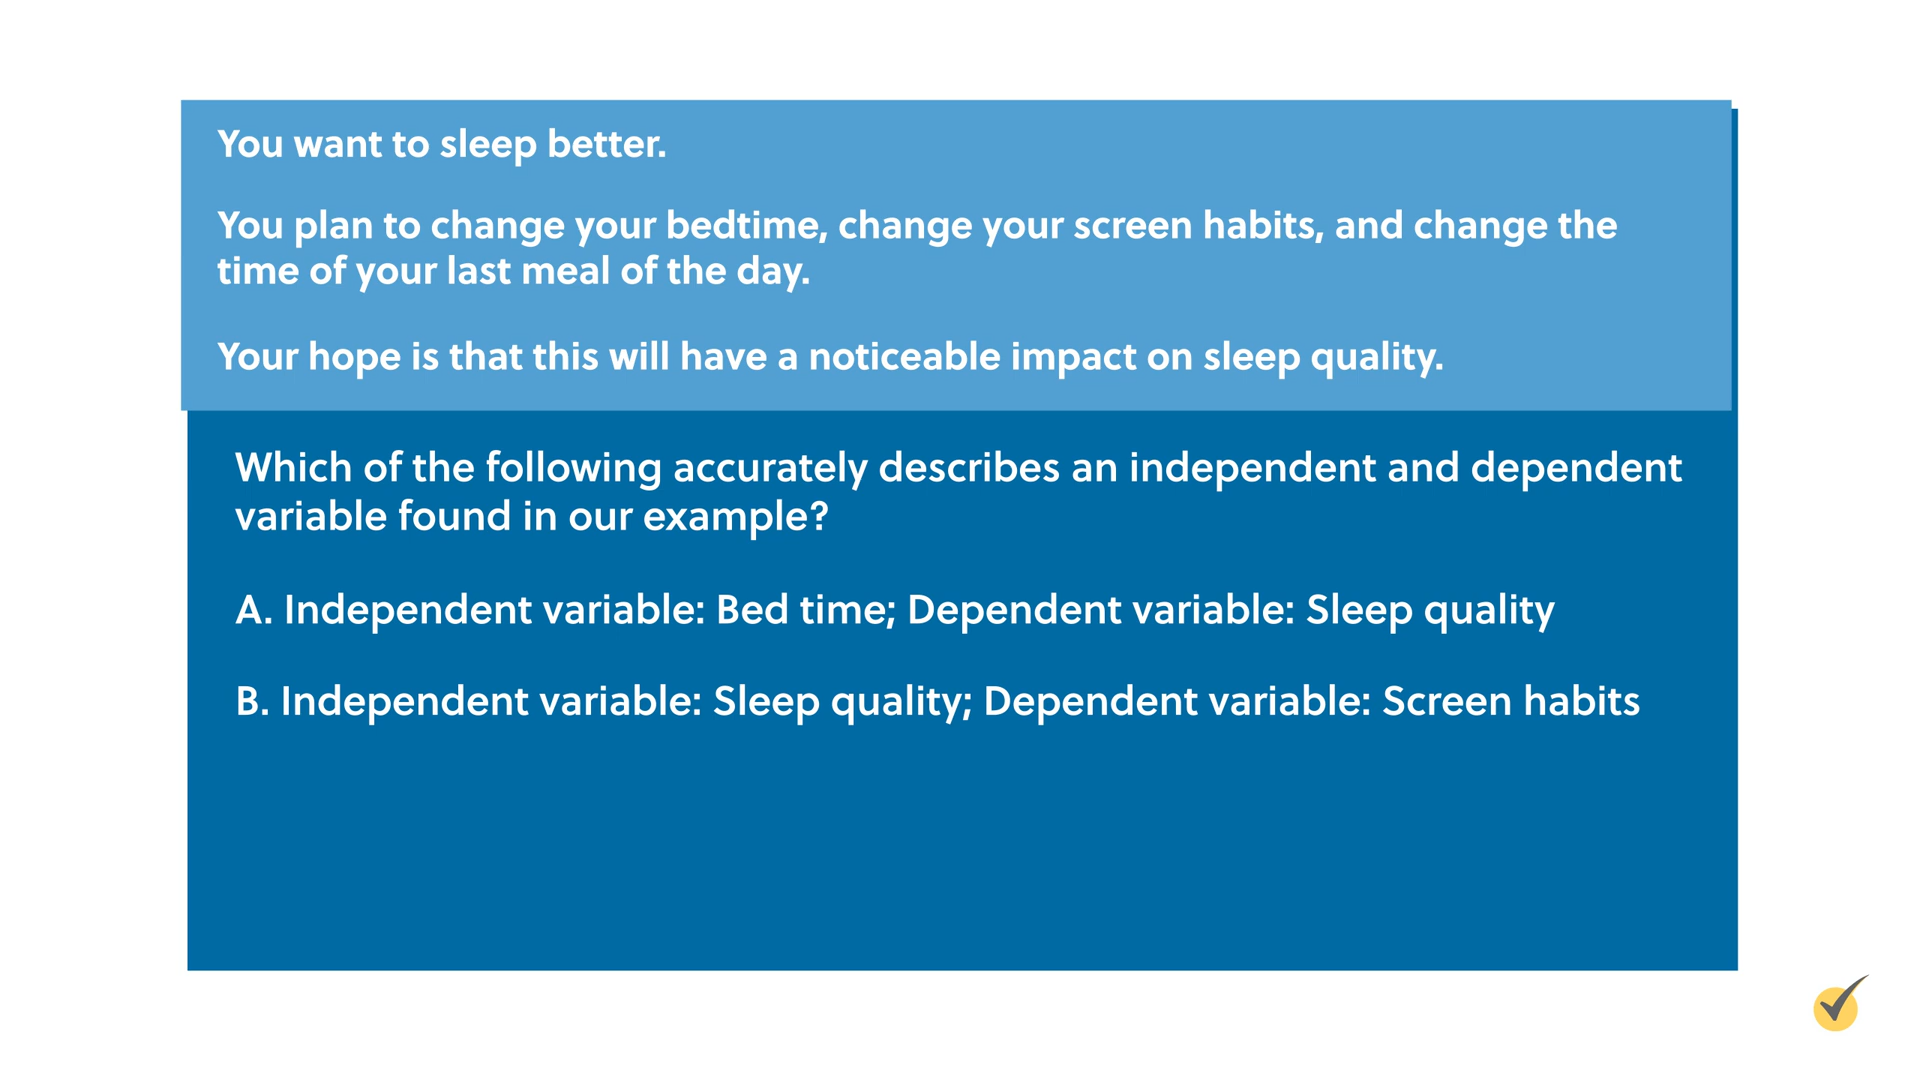 You want to sleep better.
You plan to change your bedtime, change your screen habits, and change the
time of your last meal of the day.
Your hope is that this will have a noticeable impact on sleep quality.
Which of the following accurately describes an independent and dependent
variable found in our example?
A. Independent variable: Bed time; Dependent variable: Sleep quality
B. Independent variable: Sleep quality; Dependent variable: Screen habits